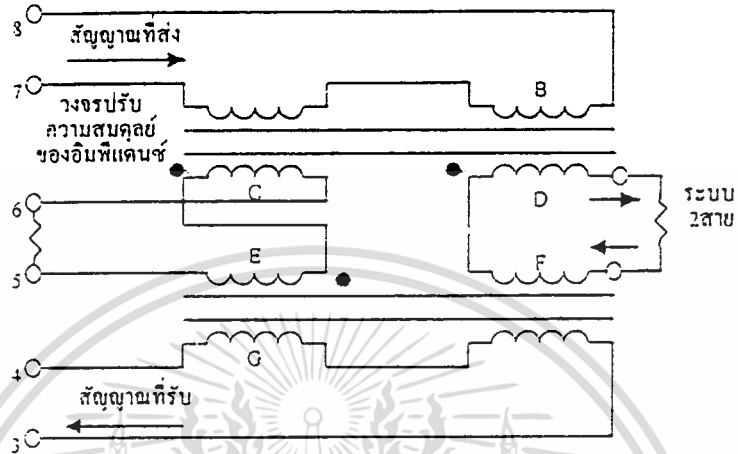 8
สัญญาณที่ส่ง
7
B
วงจรปรับ
ความสมดุลย์
ของอิมพีแดนซ์
C
D
ระบบ
2สาย
6
E
F
5
G
4
สัญญาณที่รับ
3